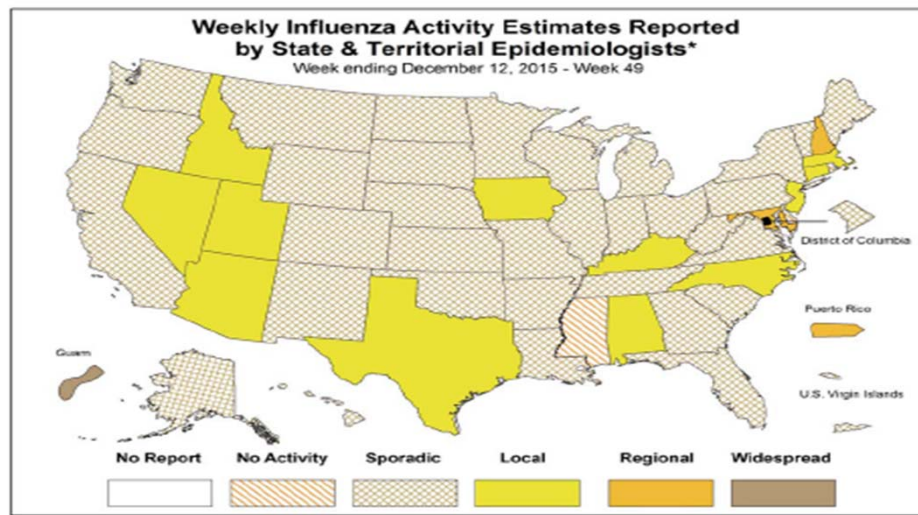 Weekly Influenza Activity Estimates Reported
by State & Territorial Epidemiologists*
Week ending December 12, 2015 - Week 49
District of Columbia
Puerto Rico
Guam
U.S. Virgin Islands
No Report No Activity Sporadic Local Regional Widespread